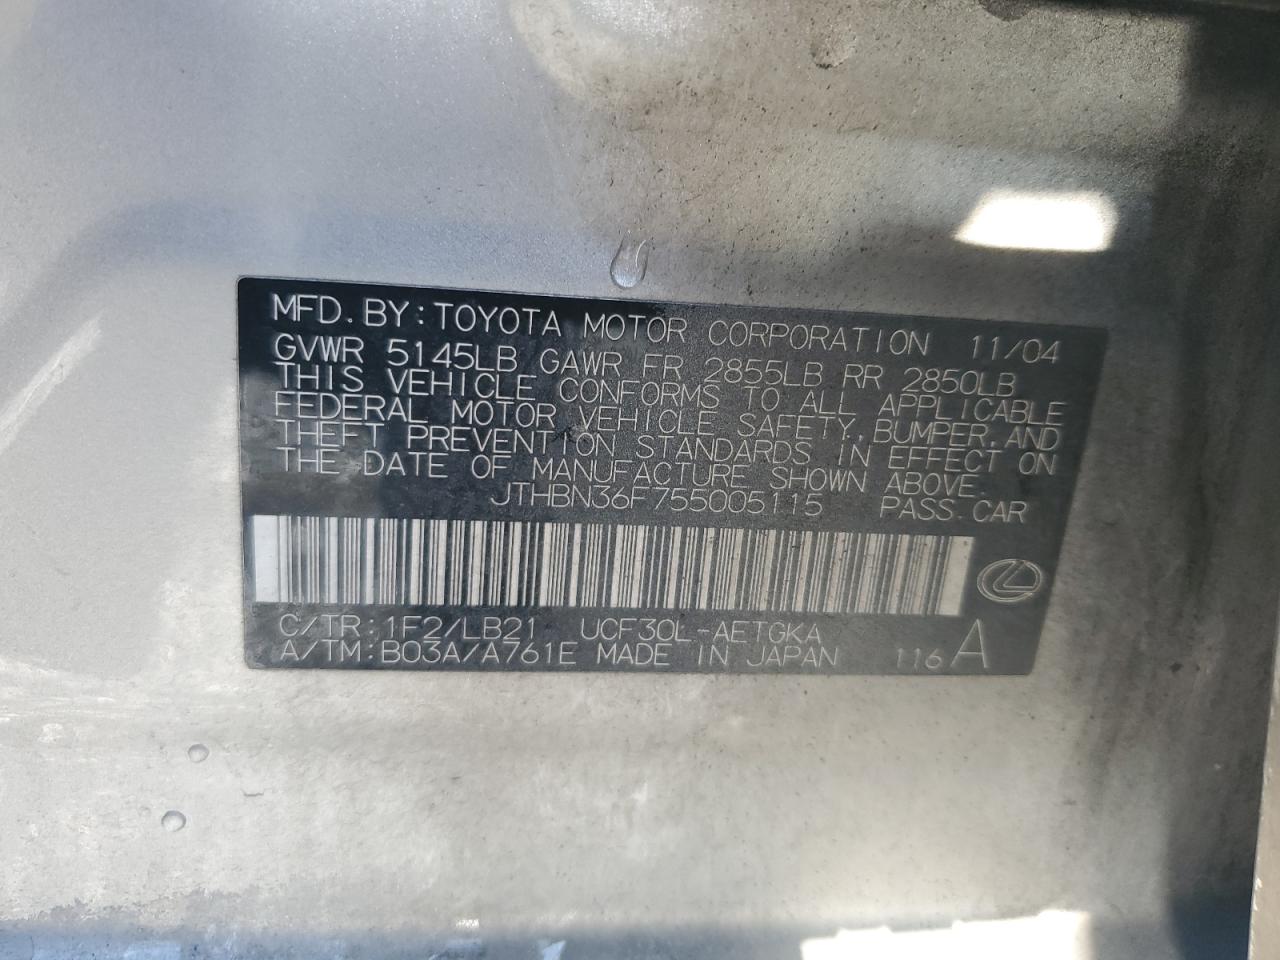 MFD. BY: TOYOTA MOTOR CORPORATION 11/04
GVWR 5145LB GAWR FR 2855LB RR 2850LB
THIS VEHICLE CONFORMS TO ALL APPLICABLE
FEDERAL MOTOR VEHICLE SAFETY, BUMPER, AND
THEFT PREVENTION STANDARDS IN EFFECT ON
THE DATE OF MANUFACTURE SHOWN ABOVE.
JTHBN36F755005115 PASS. CAR
C/TR: 1F2/LB21 UCF30L-AETGKA
A/TM: B03A/A761E MADE IN JAPAN 116 A